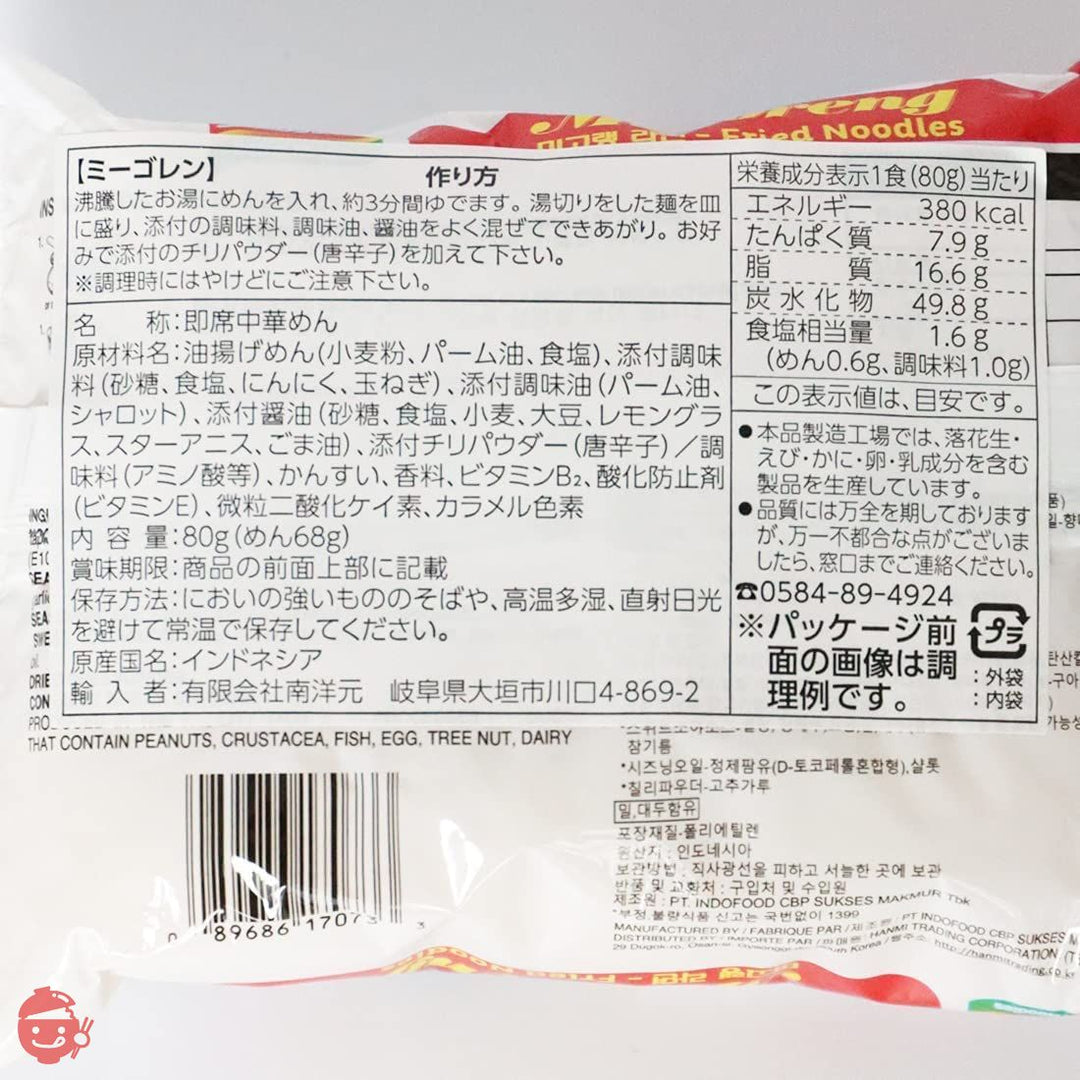 Fried Noodles
【ミーゴレン】 作り方
沸騰したお湯にめんを入れ、約3分間ゆでます。湯切りをした麺を皿
に盛り、添付の調味料、調味油、醤油をよく混ぜてできあがり。お好
みで添付のチリパウダー(唐辛子)を加えて下さい。
※調理時にはやけどにご注意下さい。
名 称:即席中華めん
原材料名:油揚げめん(小麦粉、パーム油、食塩)、添付調味
料(砂糖、食塩、にんにく、玉ねぎ)、添付調味油(パーム油、
シャロット)、添付醤油(砂糖、食塩、小麦、大豆、レモングラ
ス、スターアニス、ごま油)、添付チリパウダー(唐辛子)/調
味料(アミノ酸等)、かんすい、香料、ビタミンB₂、酸化防止剤
(ビタミンE)、微粒二酸化ケイ素、カラメル色素
内 容 量:80g(めん68g)
賞味期限:商品の前面上部に記載
保存方法:においの強いもののそばや、高温多湿、直射日光
を避けて常温で保存してください。
原産国名:インドネシア
輸 入 者:有限会社南洋元 岐阜県大垣市川口4-869-2
栄養成分表示1食(80g)当たり
エネルギー 380 kcal
たんぱく質 7.9 g
脂 質 16.6 g
炭水化物 49.8 g
食塩相当量 1.6 g
(めん0.6g、調味料1.0g)
この表示値は、目安です。
●本品製造工場では、落花生・
えび・かに・卵・乳成分を含む
製品を生産しています。
●品質には万全を期しております
が、万一不都合な点がございま
したら、窓口までご連絡ください。
☎0584-89-4924
※パッケージ前
面の画像は調
理例です。
プラ
:外袋
:内袋
THAT CONTAIN PEANUTS, CRUSTACEA, FISH, EGG, TREE NUT, DAIRY
0 89686 17073 3
참기름
*시즈닝오일-정제팜유(D-토코페롤혼합형),샬롯
*칠리파우더-고추가루
밀,대두함유
포장재질-폴리에틸렌
원산지 : 인도네시아
보관방법 : 직사광선을 피하고 서늘한 곳에 보관
반품 및 교환처 : 구입처 및 수입원
제조원 : PT. INDOFOOD CBP SUKSES MAKMUR Tbk
*부정.불량식품 신고는 국번없이 1399
MANUFACTURED BY / FABRIQUE PAR / 제조원 : PT INDOFOOD CBP SUKSES
HANMI TRADING CORPORATION